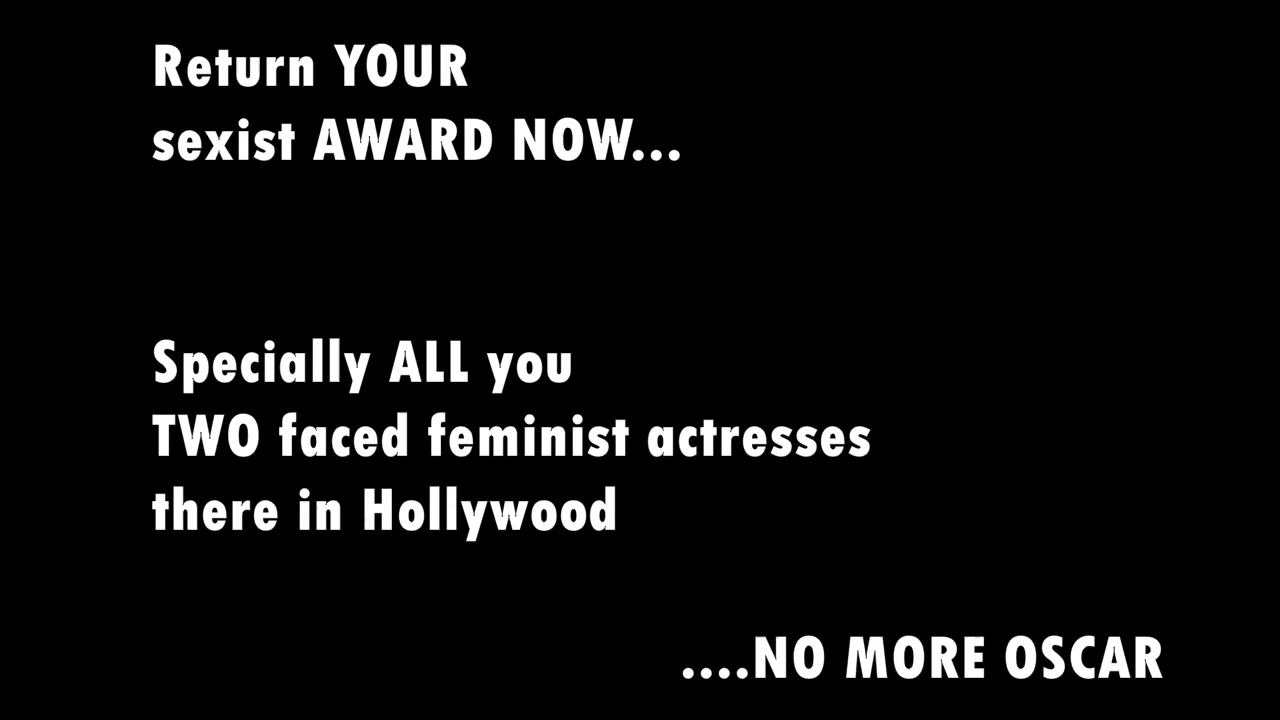 Return YOUR
sexist AWARD NOW...
Specially ALL you
TWO faced feminist actresses
there in Hollywood
....NO MORE OSCAR